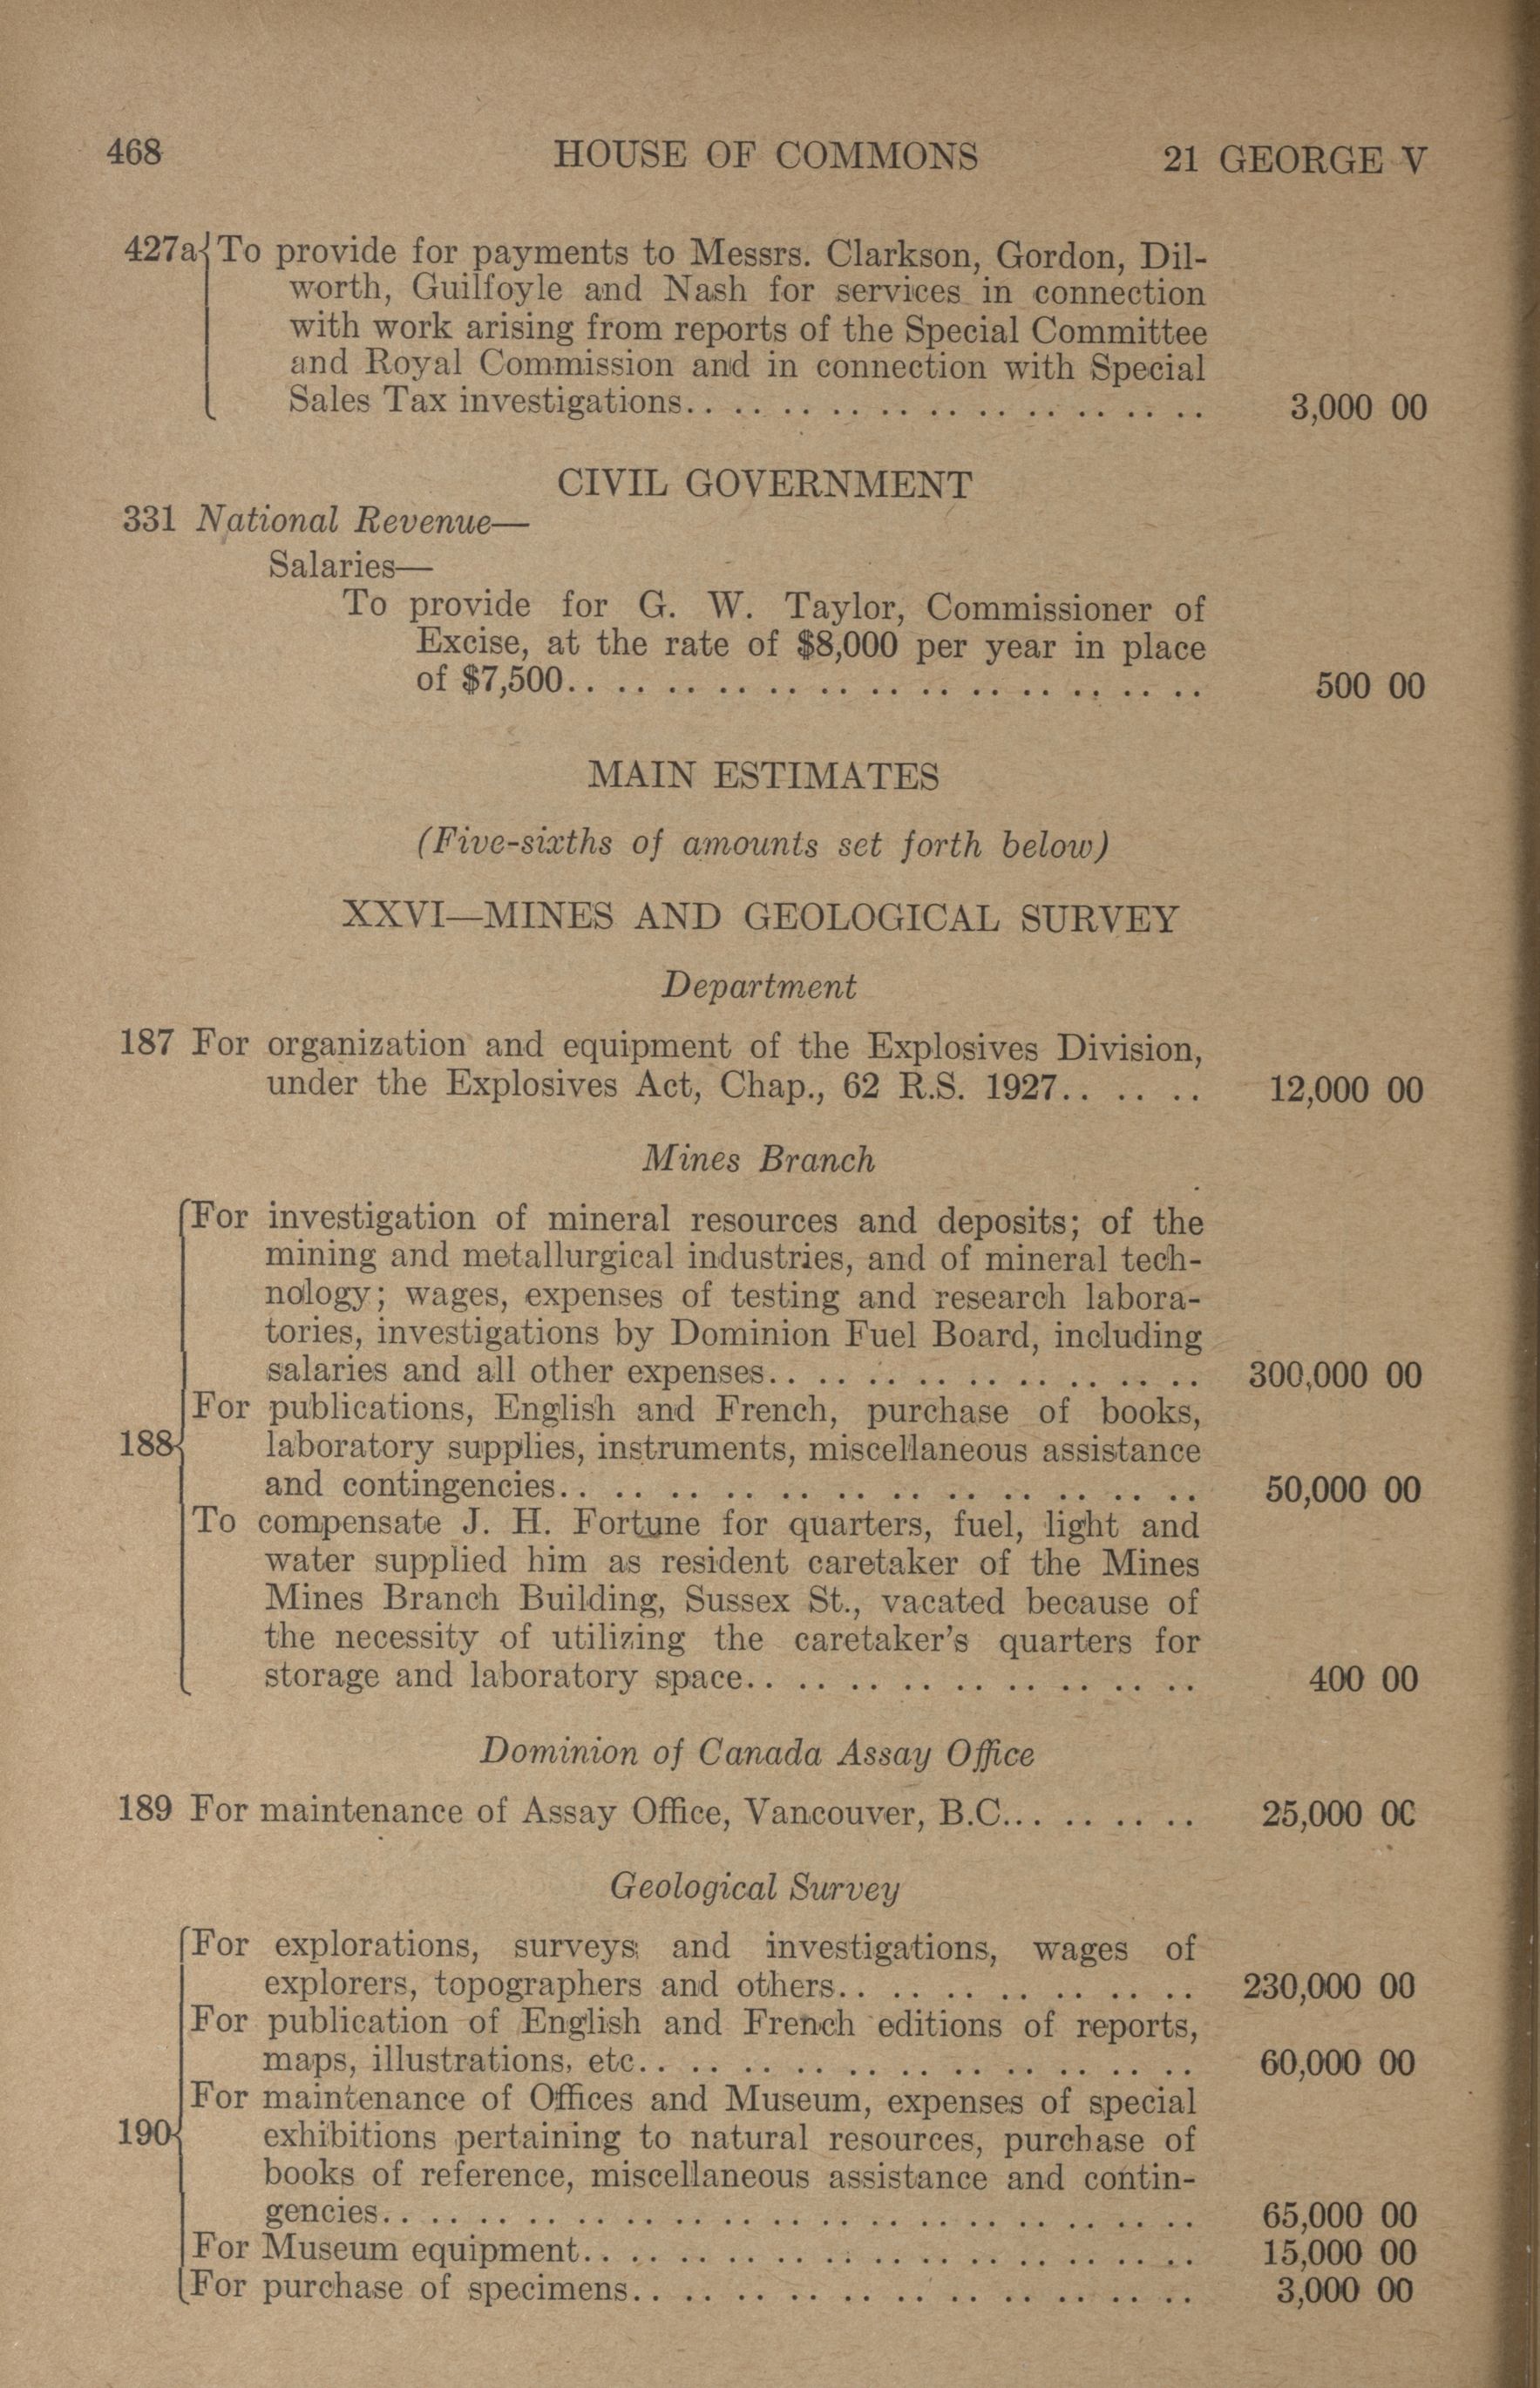 468 HOUSE OF COMMONS 21 GEORGE V
427a{To provide for payments to Messrs. Clarkson, Gordon, Dil-
worth, Guilfoyle and Nash for services in connection
with work arising from reports of the Special Committee
and Royal Commission and in connection with Special
Sales Tax investigations.. .. .. .. .. .. .. .. .. .. .. 3,000 00
CIVIL GOVERNMENT
331 National Revenue—
Salaries—
To provide for G. W. Taylor, Commissioner of
Excise, at the rate of $8,000 per year in place
of $7,500.. .. .. .. .. .. .. .. .. .. .. .. .. 500 00
MAIN ESTIMATES
(Five-sixths of amounts set forth below)
XXVI—MINES AND GEOLOGICAL SURVEY
Department
187 For organization and equipment of the Explosives Division,
under the Explosives Act, Chap., 62 R.S. 1927.. .. .. 12,000 00
Mines Branch
For investigation of mineral resources and deposits; of the
mining and metallurgical industries, and of mineral tech-
nology; wages, expenses of testing and research labora-
tories, investigations by Dominion Fuel Board, including
salaries and all other expenses.. .. .. .. .. .. .. .. .. 300,000 00
For publications, English and French, purchase of books,
188{ laboratory supplies, instruments, miscellaneous assistance
and contingencies.. .. .. .. .. .. .. .. .. .. .. .. 50,000 00
To compensate J. H. Fortune for quarters, fuel, light and
water supplied him as resident caretaker of the Mines
Mines Branch Building, Sussex St., vacated because of
the necessity of utilizing the caretaker's quarters for
storage and laboratory space.. .. .. .. .. .. .. .. .. 400 00
Dominion of Canada Assay Office
189 For maintenance of Assay Office, Vancouver, B.C... .. .. .. 25,000 00
Geological Survey
For explorations, surveys and investigations, wages of
explorers, topographers and others.. .. .. .. .. .. .. 230,000 00
For publication of English and French editions of reports,
maps, illustrations, etc.. .. .. .. .. .. .. .. .. .. .. 60,000 00
For maintenance of Offices and Museum, expenses of special
190{ exhibitions pertaining to natural resources, purchase of
books of reference, miscellaneous assistance and contin-
gencies.. .. .. .. .. .. .. .. .. .. .. .. .. .. .. .. .. 65,000 00
For Museum equipment.. .. .. .. .. .. .. .. .. .. .. .. .. 15,000 00
For purchase of specimens.. .. .. .. .. .. .. .. .. .. .. 3,000 00